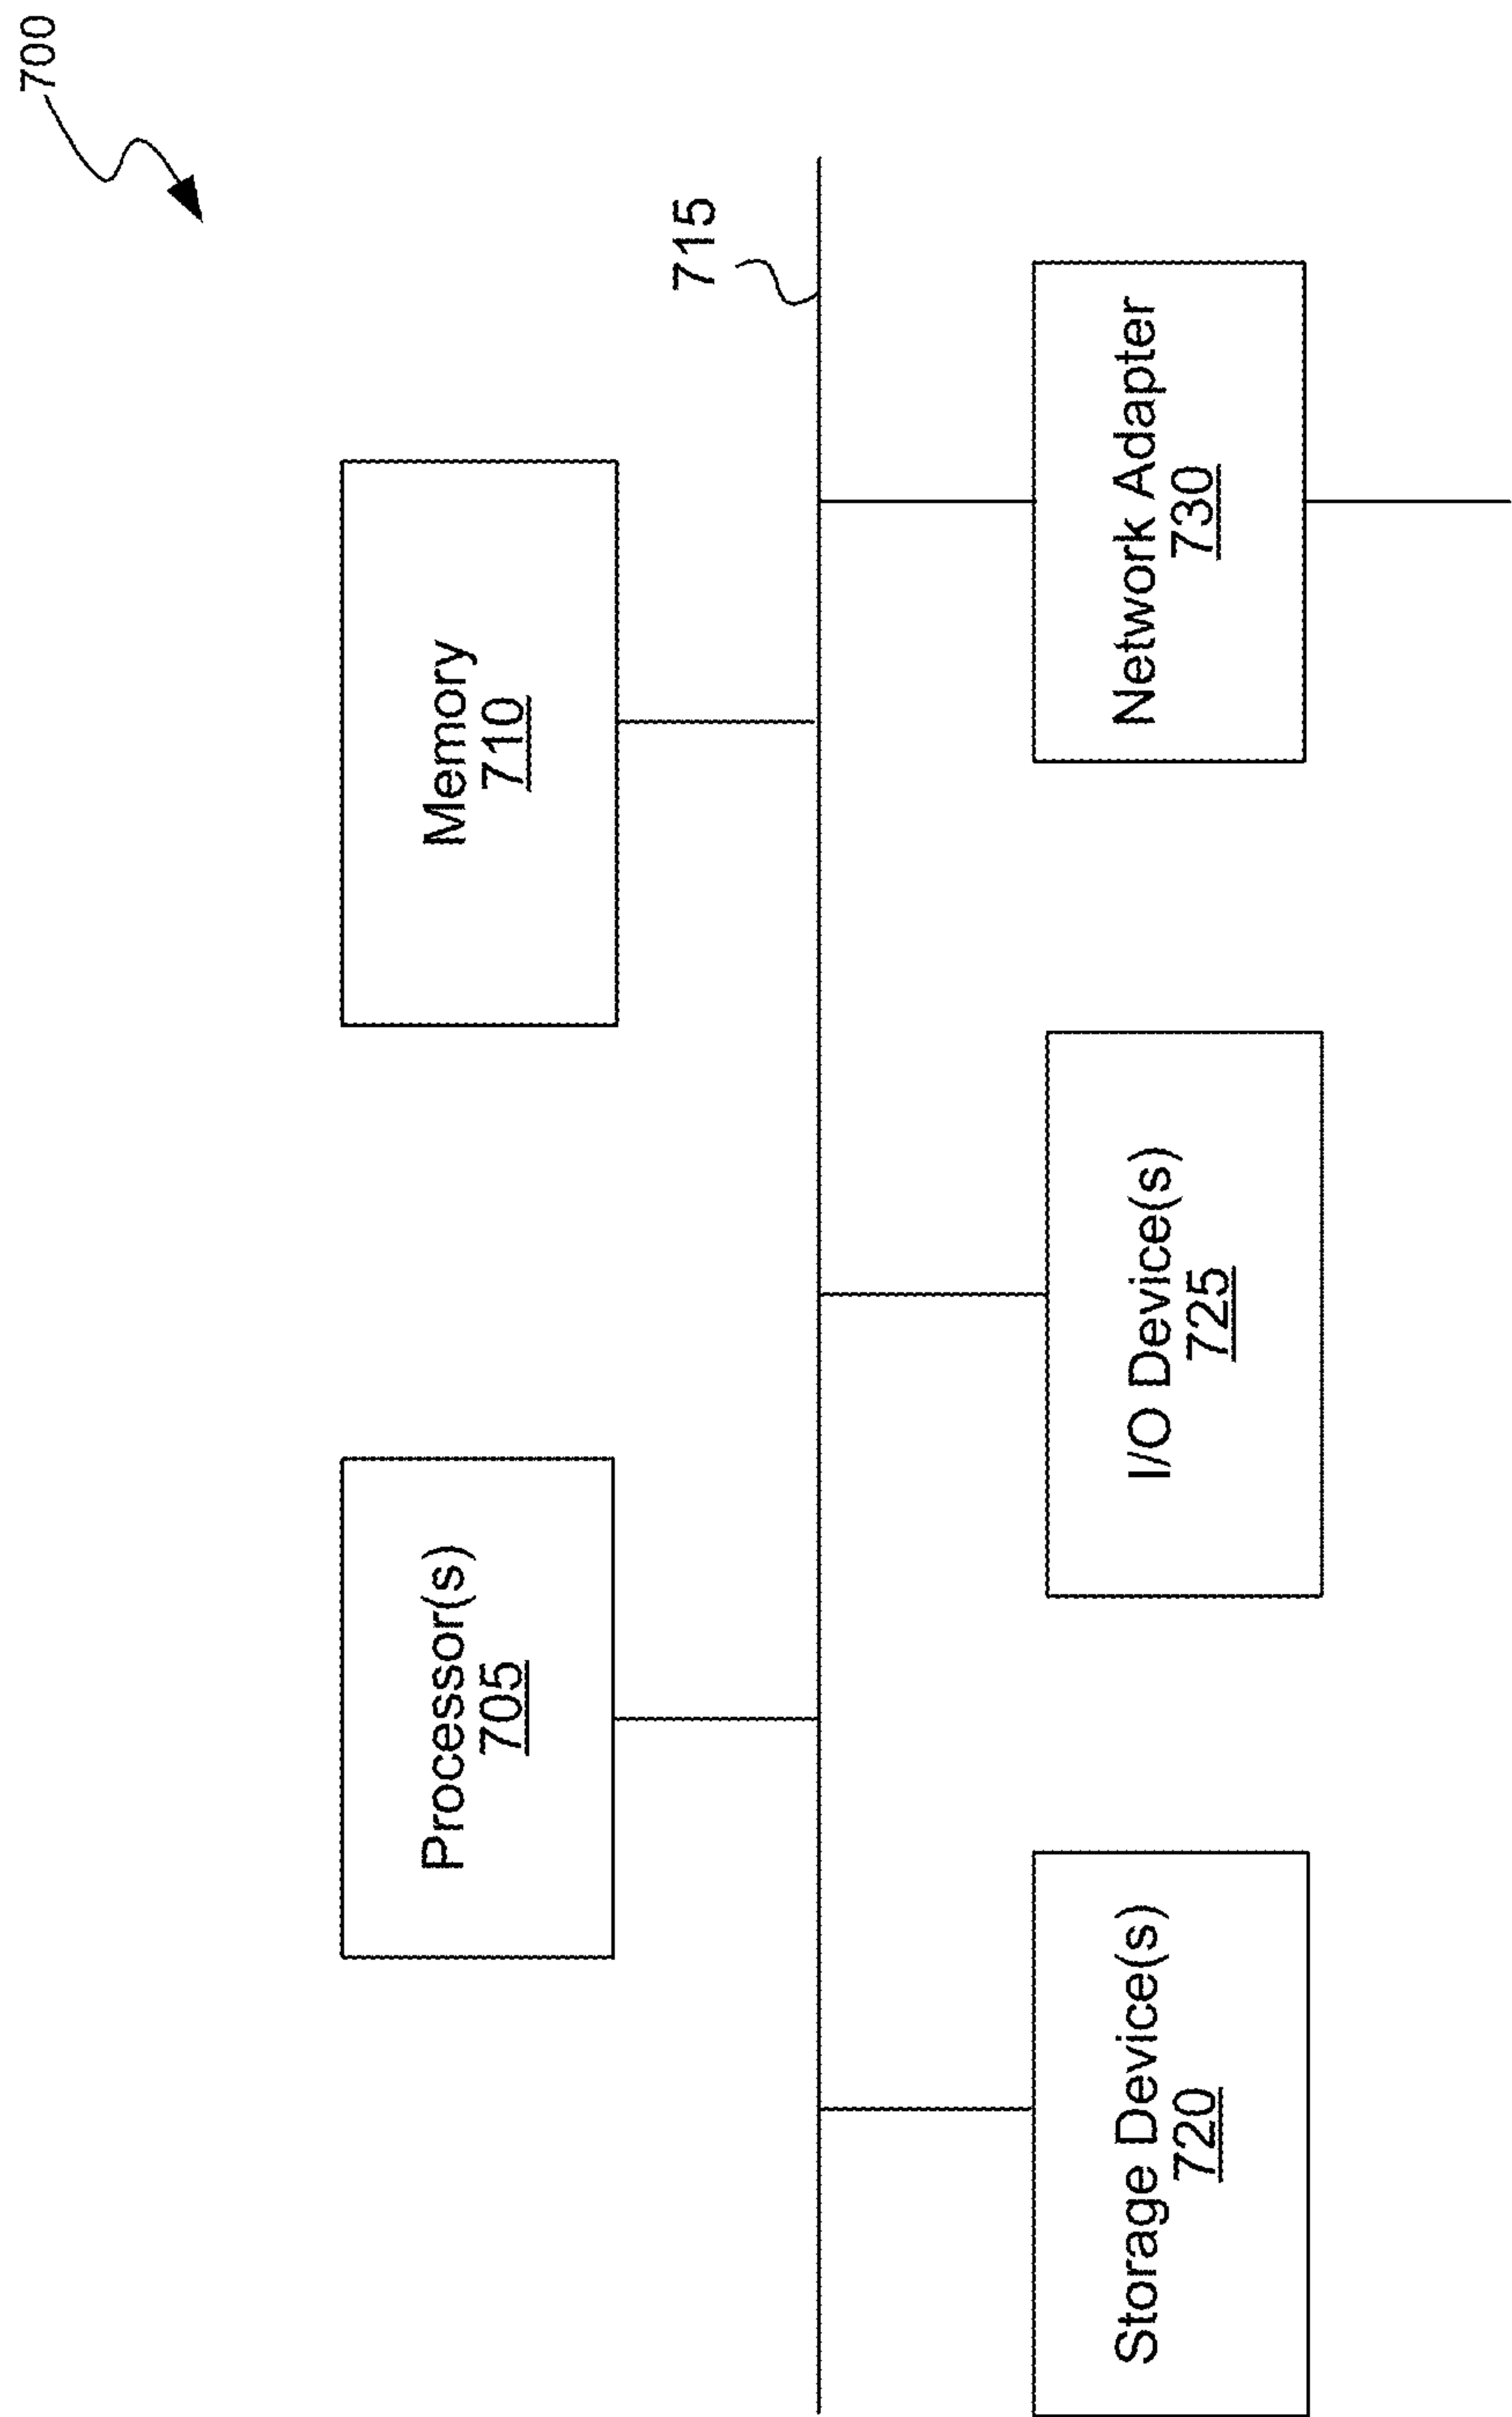 700
Processor(s)
705
Memory
710
715
Storage Device(s)
720
I/O Device(s)
725
Network Adapter
730